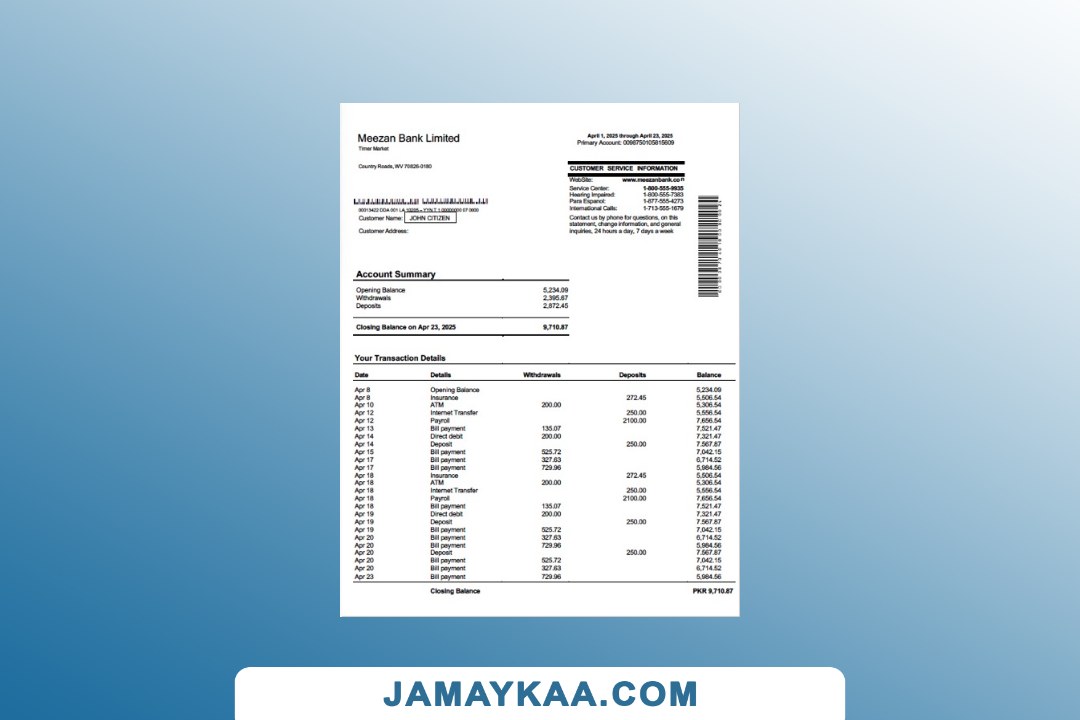 Meezan Bank Limited
Timer Market
Country Roads, WV 70826-0180
April 1, 2025 through April 23, 2025
Primary Account: 0098750105815609
CUSTOMER SERVICE INFORMATION
WebSite: www.meezanbank.co
Service Center: 1-800-555-9935
Hearing Impaired: 1-800-555-7383
Para Espanol: 1-877-555-4273
International Calls: 1-713-555-1679
Contact us by phone for questions, on this
statement, change information, and general
inquiries, 24 hours a day, 7 days a week
Customer Name: JOHN CITIZEN
Customer Address:
Account Summary
Opening Balance 5,234.09
Withdrawals 2,395.67
Deposits 2,872.45
Closing Balance on Apr 23, 2025 9,710.87
Your Transaction Details
Date Details Withdrawals Deposits Balance
Apr 8 Opening Balance 5,234.09
Apr 8 Insurance 272.45 5,506.54
Apr 10 ATM 200.00 5,306.54
Apr 12 Internet Transfer 250.00 5,556.54
Apr 12 Payroll 2100.00 7,656.54
Apr 13 Bill payment 135.07 7,521.47
Apr 14 Direct debit 200.00 7,321.47
Apr 14 Deposit 250.00 7.567.87
Apr 15 Bill payment 525.72 7,042.15
Apr 17 Bill payment 327.63 6,714.52
Apr 17 Bill payment 729.96 5,984.56
Apr 18 Insurance 272.45 5,506.54
Apr 18 ATM 200.00 5,306.54
Apr 18 Internet Transfer 250.00 5,556.54
Apr 18 Payroll 2100.00 7,656.54
Apr 18 Bill payment 135.07 7,521.47
Apr 19 Direct debit 200.00 7,321.47
Apr 19 Deposit 250.00 7.567.87
Apr 19 Bill payment 525.72 7,042.15
Apr 20 Bill payment 327.63 6,714.52
Apr 20 Bill payment 729.96 5,984.56
Apr 20 Deposit 250.00 7.567.87
Apr 20 Bill payment 525.72 7,042.15
Apr 20 Bill payment 327.63 6,714.52
Apr 23 Bill payment 729.96 5,984.56
Closing Balance PKR 9,710.87
JAMAYKAA.COM